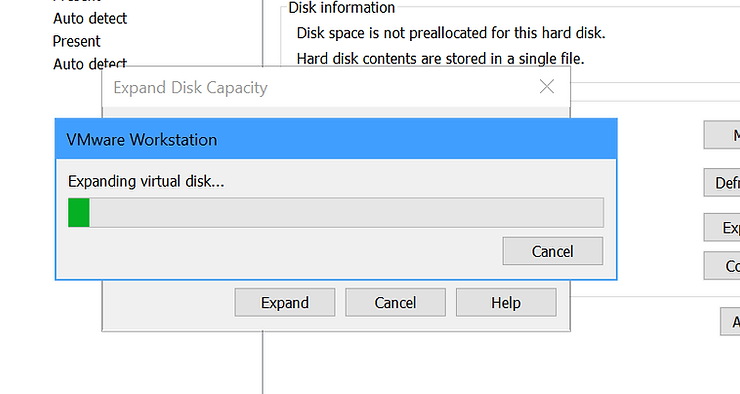 Present
Auto detect
Present
Auto detect
Disk information
Disk space is not preallocated for this hard disk.
Hard disk contents are stored in a single file.
Expand Disk Capacity
VMware Workstation
Expanding virtual disk...
Cancel
Expand
Cancel
Help
M
Defr
Exp
Co
A